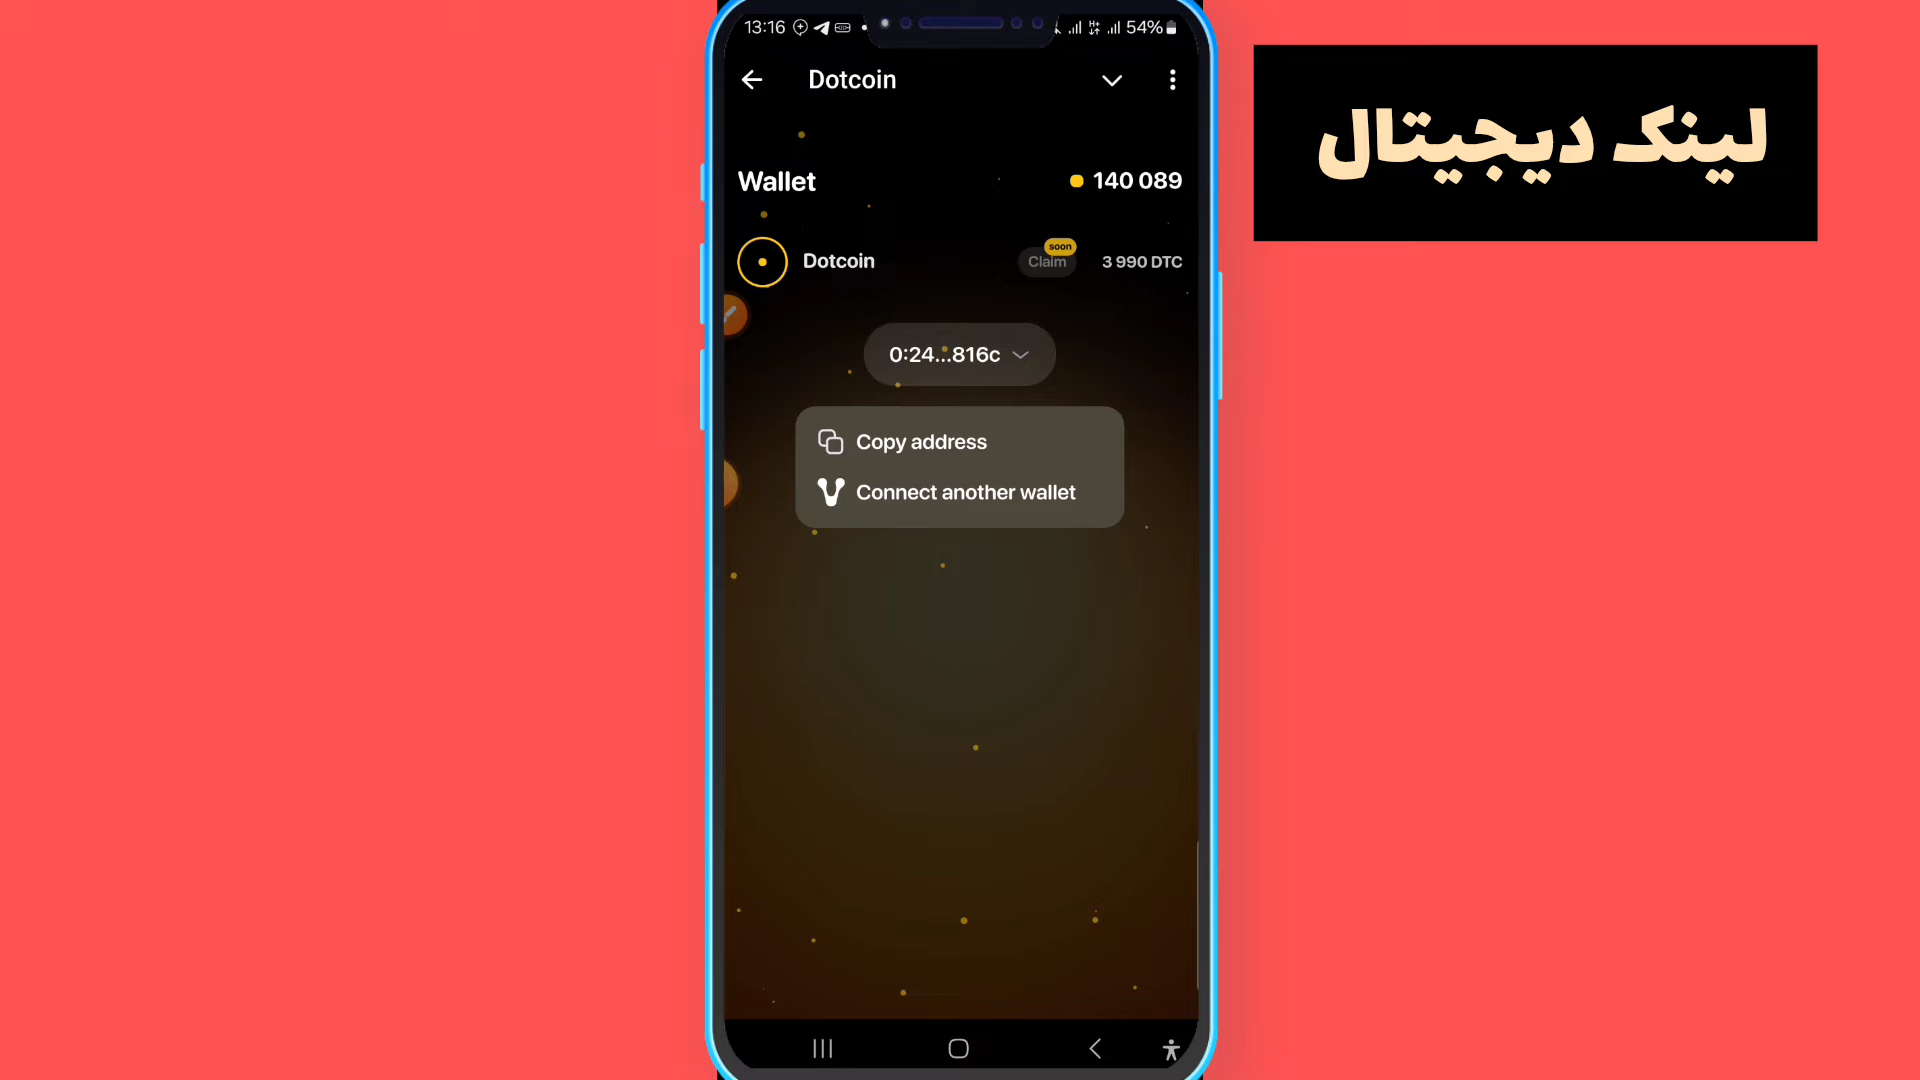 13:16
54%
Dotcoin
لینک دیجیتال
Wallet
140 089
Dotcoin
soon
Claim
3 990 DTC
0:24...816c
Copy address
Connect another wallet